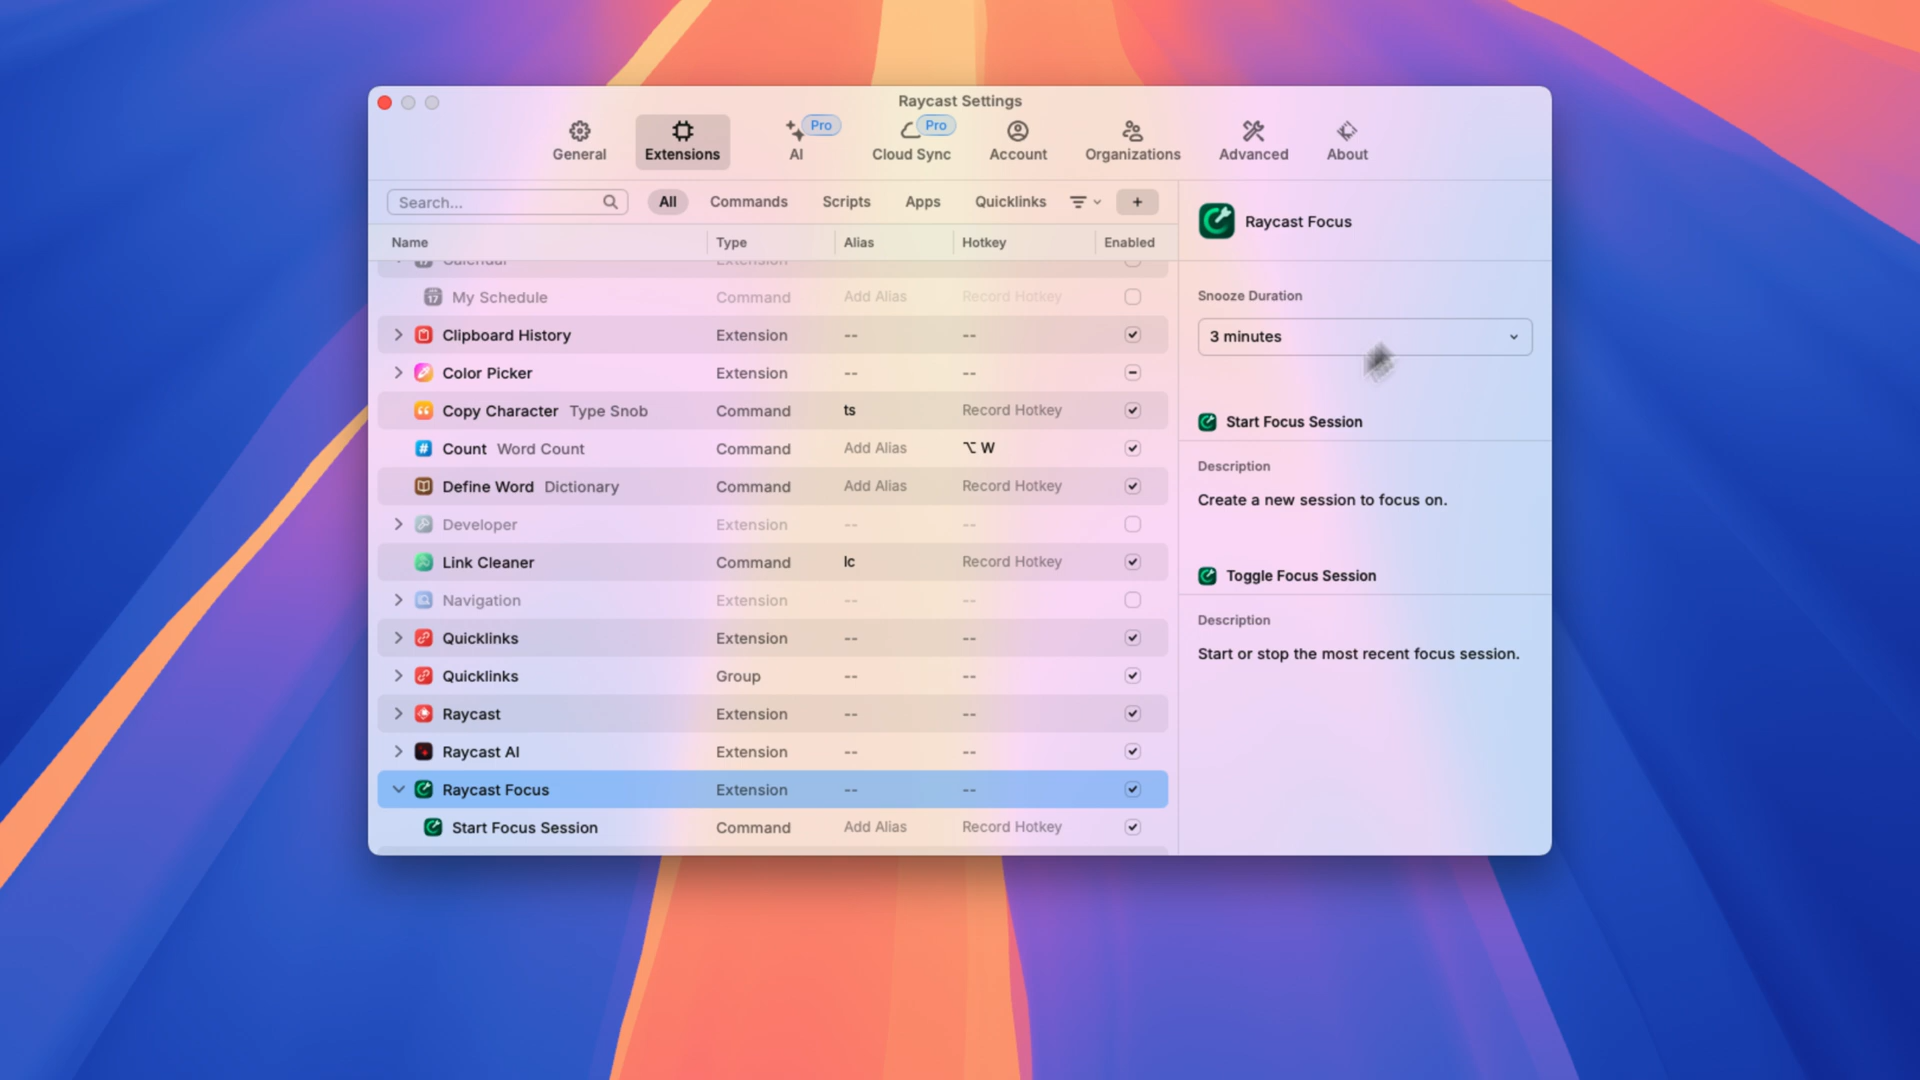 Raycast Settings
General
Extensions
Pro
AI
Pro
Cloud Sync
Account
Organizations
Advanced
About
Search...
All
Commands
Scripts
Apps
Quicklinks
+
Name Type Alias Hotkey Enabled
Calendar Extension
17 My Schedule Command Add Alias Record Hotkey
Clipboard History Extension -- --
Color Picker Extension -- --
Copy Character Type Snob Command ts Record Hotkey
# Count Word Count Command Add Alias ⌥ W
Define Word Dictionary Command Add Alias Record Hotkey
Developer Extension -- --
Link Cleaner Command lc Record Hotkey
Navigation Extension -- --
Quicklinks Extension -- --
Quicklinks Group -- --
Raycast Extension -- --
Raycast AI Extension -- --
Raycast Focus Extension -- --
Start Focus Session Command Add Alias Record Hotkey
Raycast Focus
Snooze Duration
3 minutes
Start Focus Session
Description
Create a new session to focus on.
Toggle Focus Session
Description
Start or stop the most recent focus session.